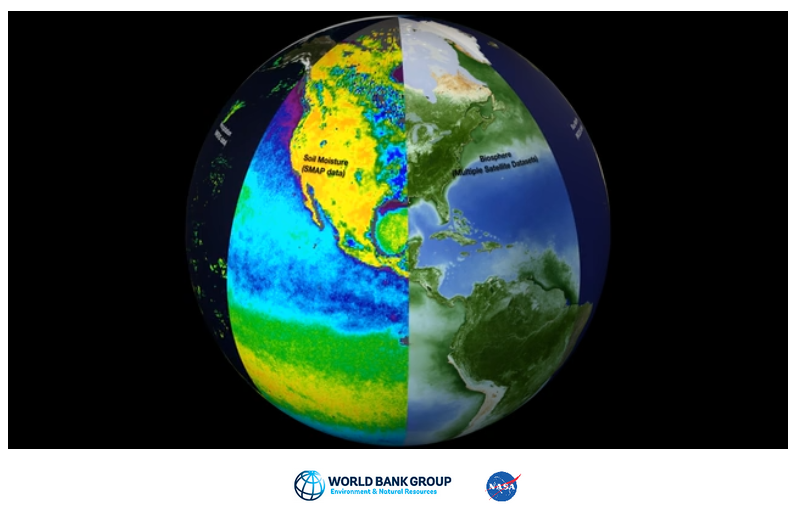 Soil Moisture
(SMAP data)
Biosphere
(Multiple Satellite Datasets)
WORLD BANK GROUP
Environment & Natural Resources
NASA